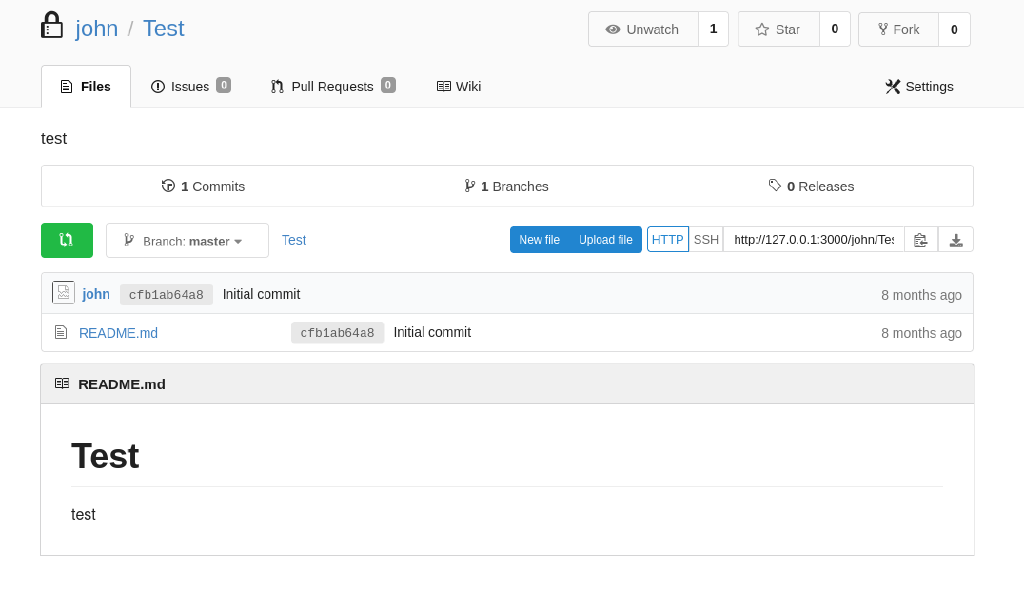 john / Test
Unwatch 1 Star 0 Fork 0
Files Issues 0 Pull Requests 0 Wiki Settings
test
1 Commits 1 Branches 0 Releases
Branch: master Test New file Upload file HTTP SSH http://127.0.0.1:3000/john/Tes
john cfb1ab64a8 Initial commit 8 months ago
README.md cfb1ab64a8 Initial commit 8 months ago
README.md
Test
test